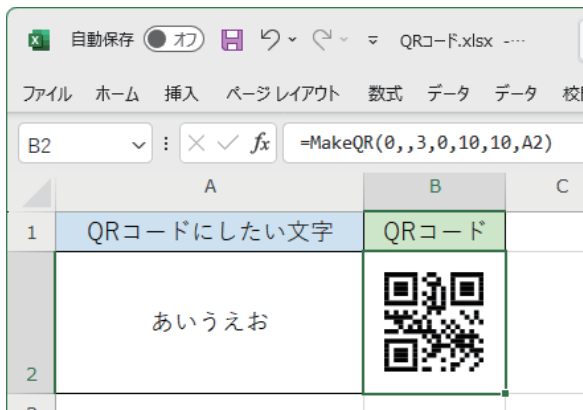 自動保存 オフ QRコード.xlsx -…
ファイル ホーム 挿入 ページ レイアウト 数式 データ データ
B2 fx =MakeQR(0,,3,0,10,10,A2)
A B C
1 QRコードにしたい文字 QRコード
2 あいうえお